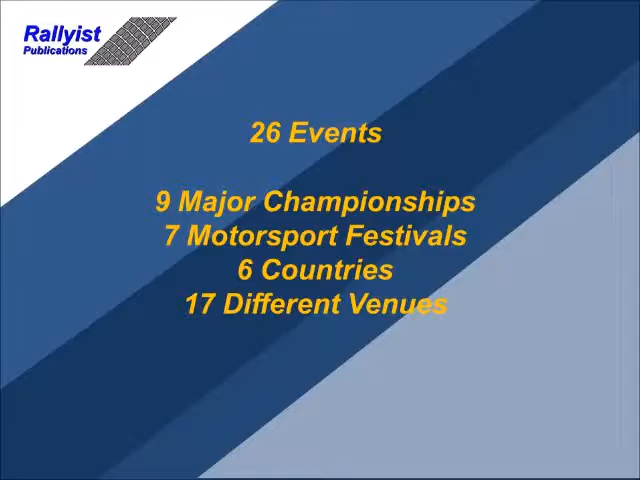 Rallyist
Publications
26 Events
9 Major Championships
7 Motorsport Festivals
6 Countries
17 Different Venues